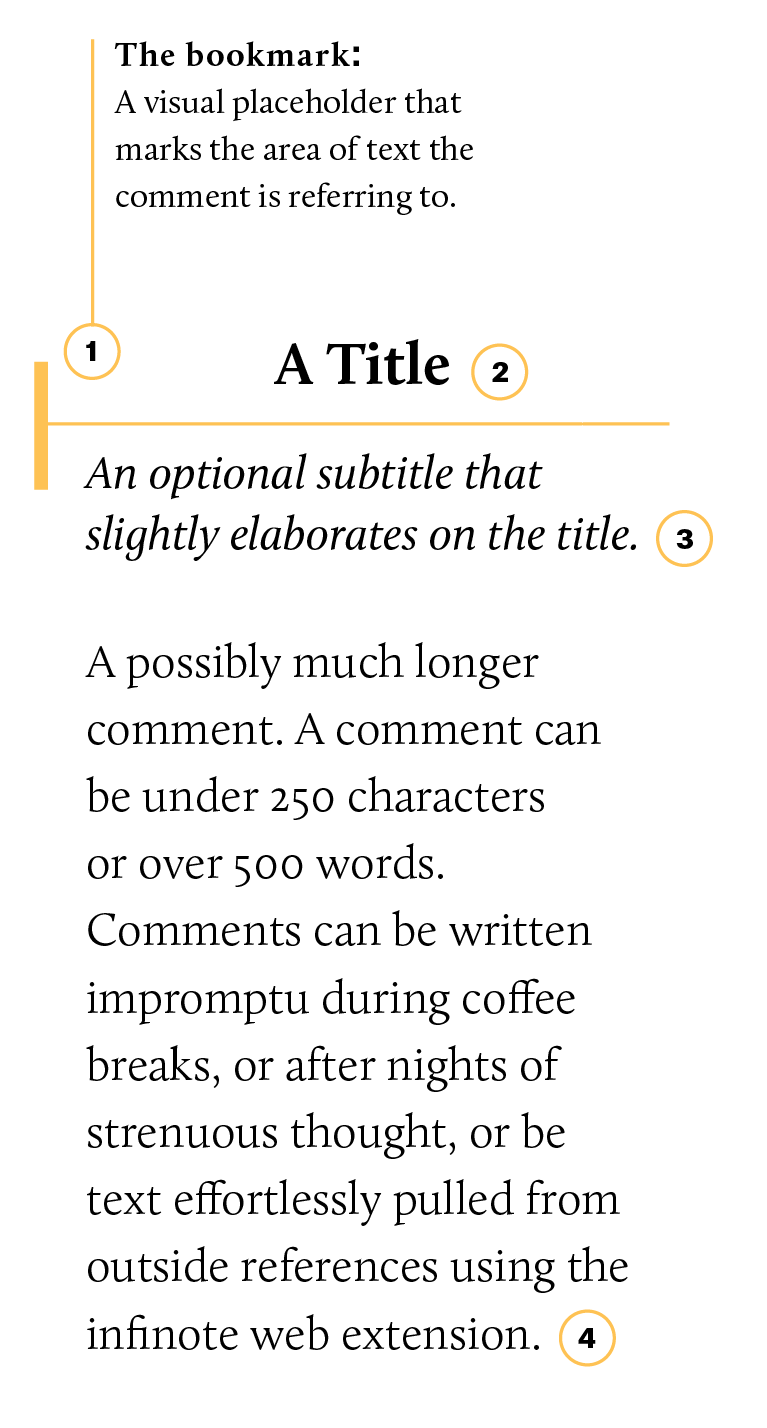 The bookmark:
A visual placeholder that
marks the area of text the
comment is referring to.
1
A Title 2
An optional subtitle that
slightly elaborates on the title. 3
A possibly much longer
comment. A comment can
be under 250 characters
or over 500 words.
Comments can be written
impromptu during coffee
breaks, or after nights of
strenuous thought, or be
text effortlessly pulled from
outside references using the
infinote web extension. 4